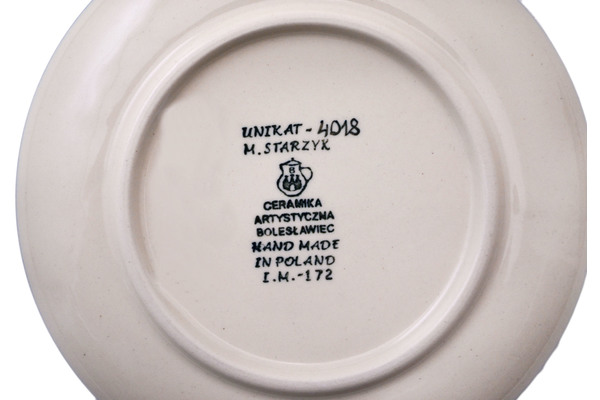 UNIKAT - 4018
M. STARZYK
B
CERAMIKA
ARTYSTYCZNA
BOLESŁAWIEC
HAND MADE
IN POLAND
I.M.-172